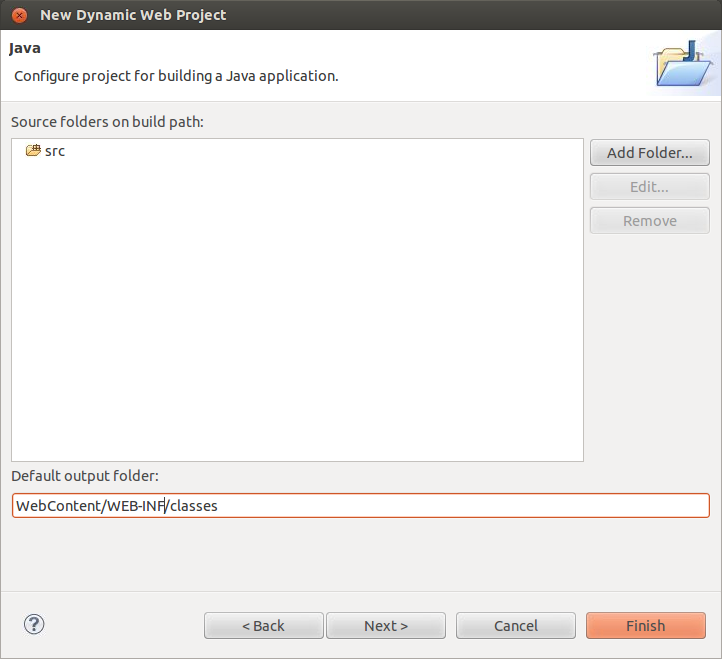 New Dynamic Web Project
Java
Configure project for building a Java application.
Source folders on build path:
src
Add Folder...
Edit...
Remove
Default output folder:
WebContent/WEB-INF/classes
?
< Back
Next >
Cancel
Finish